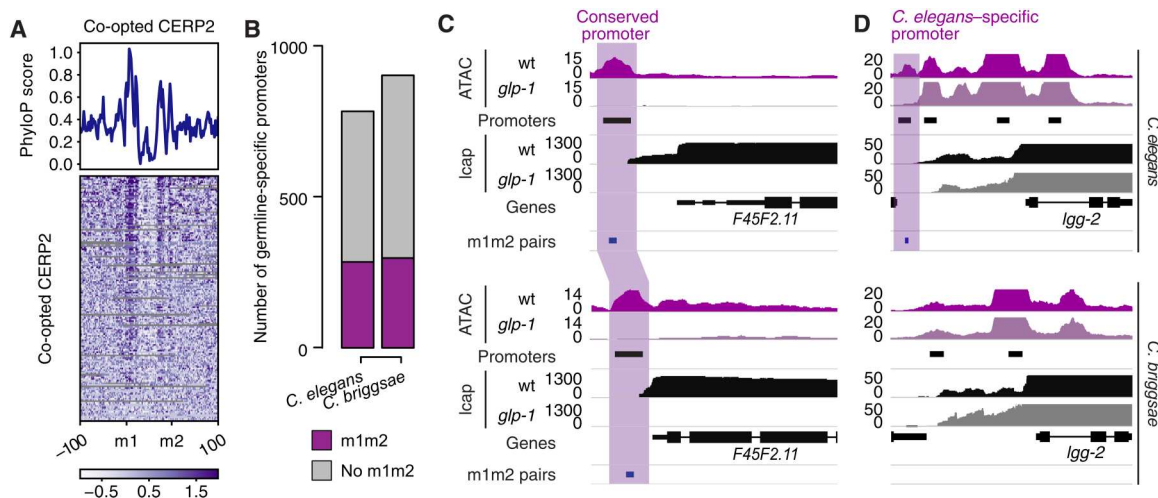 A
Co-opted CERP2
PhyloP score
1.0
0.8
0.6
0.4
0.2
0.0
Co-opted CERP2
-100
m1
m2
100
−0.5
0.5
1.5
B
Number of germline-specific promoters
1000
500
0
C. elegans
C. briggsae
m1m2
No m1m2
C
Conserved
promoter
ATAC
wt
15
0
glp-1
15
0
Promoters
lcap
wt
1300
0
glp-1
1300
0
Genes
F45F2.11
m1m2 pairs
ATAC
wt
14
0
glp-1
14
0
Promoters
lcap
wt
1300
0
glp-1
1300
0
Genes
F45F2.11
m1m2 pairs
D
C. elegans–specific
promoter
20
0
20
0
50
0
50
0
lgg-2
C. elegans
20
0
20
0
50
0
50
0
lgg-2
C. briggsae